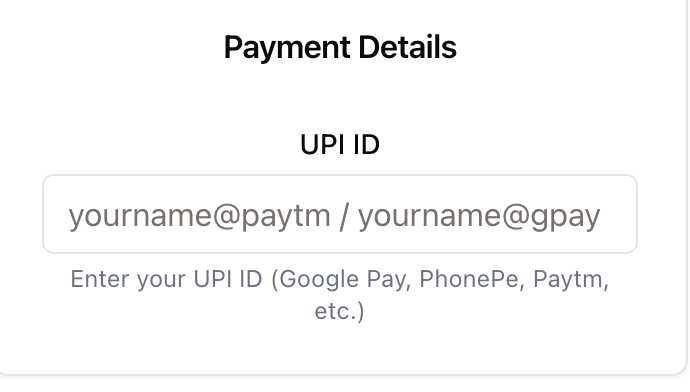 Payment Details
UPI ID
yourname@paytm / yourname@gpay
Enter your UPI ID (Google Pay, PhonePe, Paytm,
etc.)